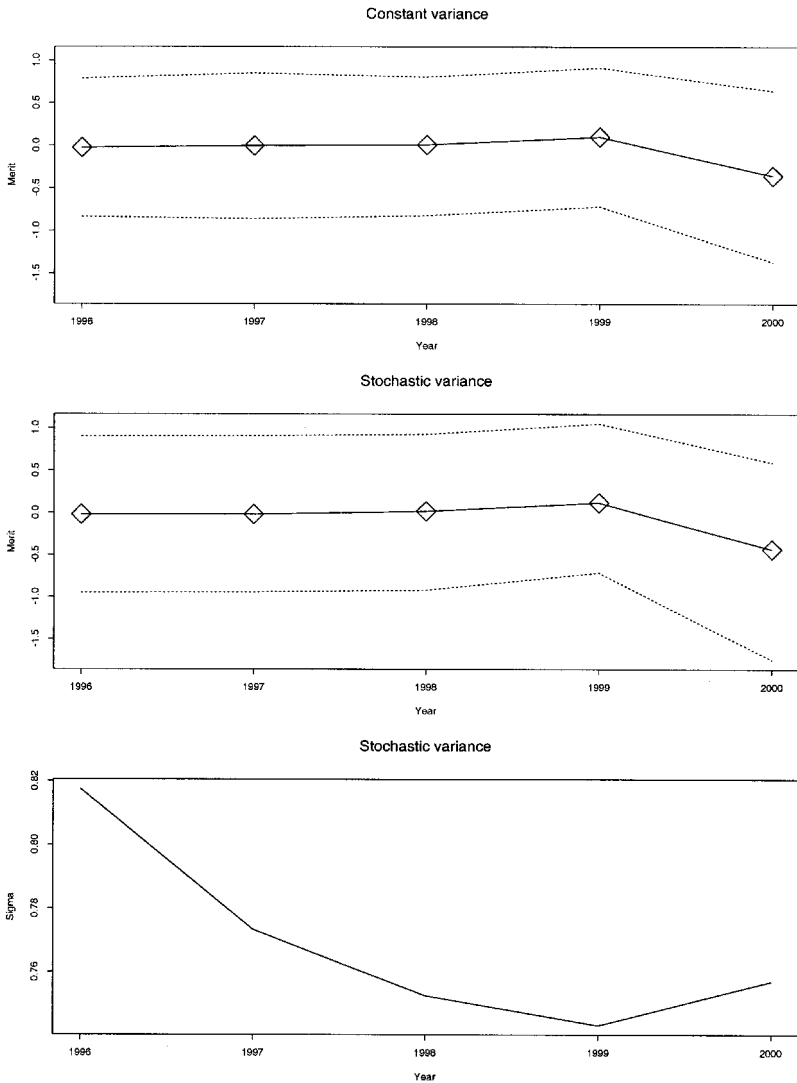 Constant variance
1.0
0.5
0.0
-0.5
-1.0
-1.5
Merit
1996 1997 1998 1999 2000
Year
Stochastic variance
1.0
0.5
0.0
-0.5
-1.0
-1.5
Merit
1996 1997 1998 1999 2000
Year
Stochastic variance
0.82
0.80
0.78
0.76
Sigma
1996 1997 1998 1999 2000
Year